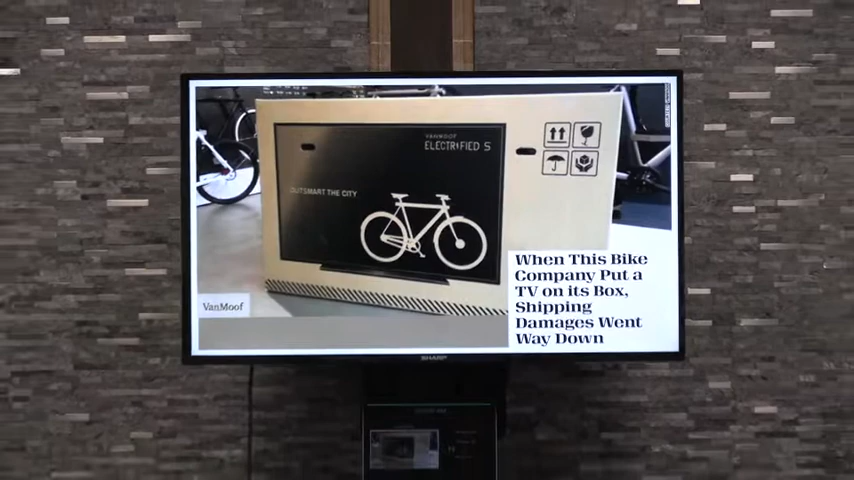 VANMOOF
ELECTRIFIED S
OUTSMART THE CITY
VanMoof
When This Bike
Company Put a
TV on its Box,
Shipping
Damages Went
Way Down
SHARP